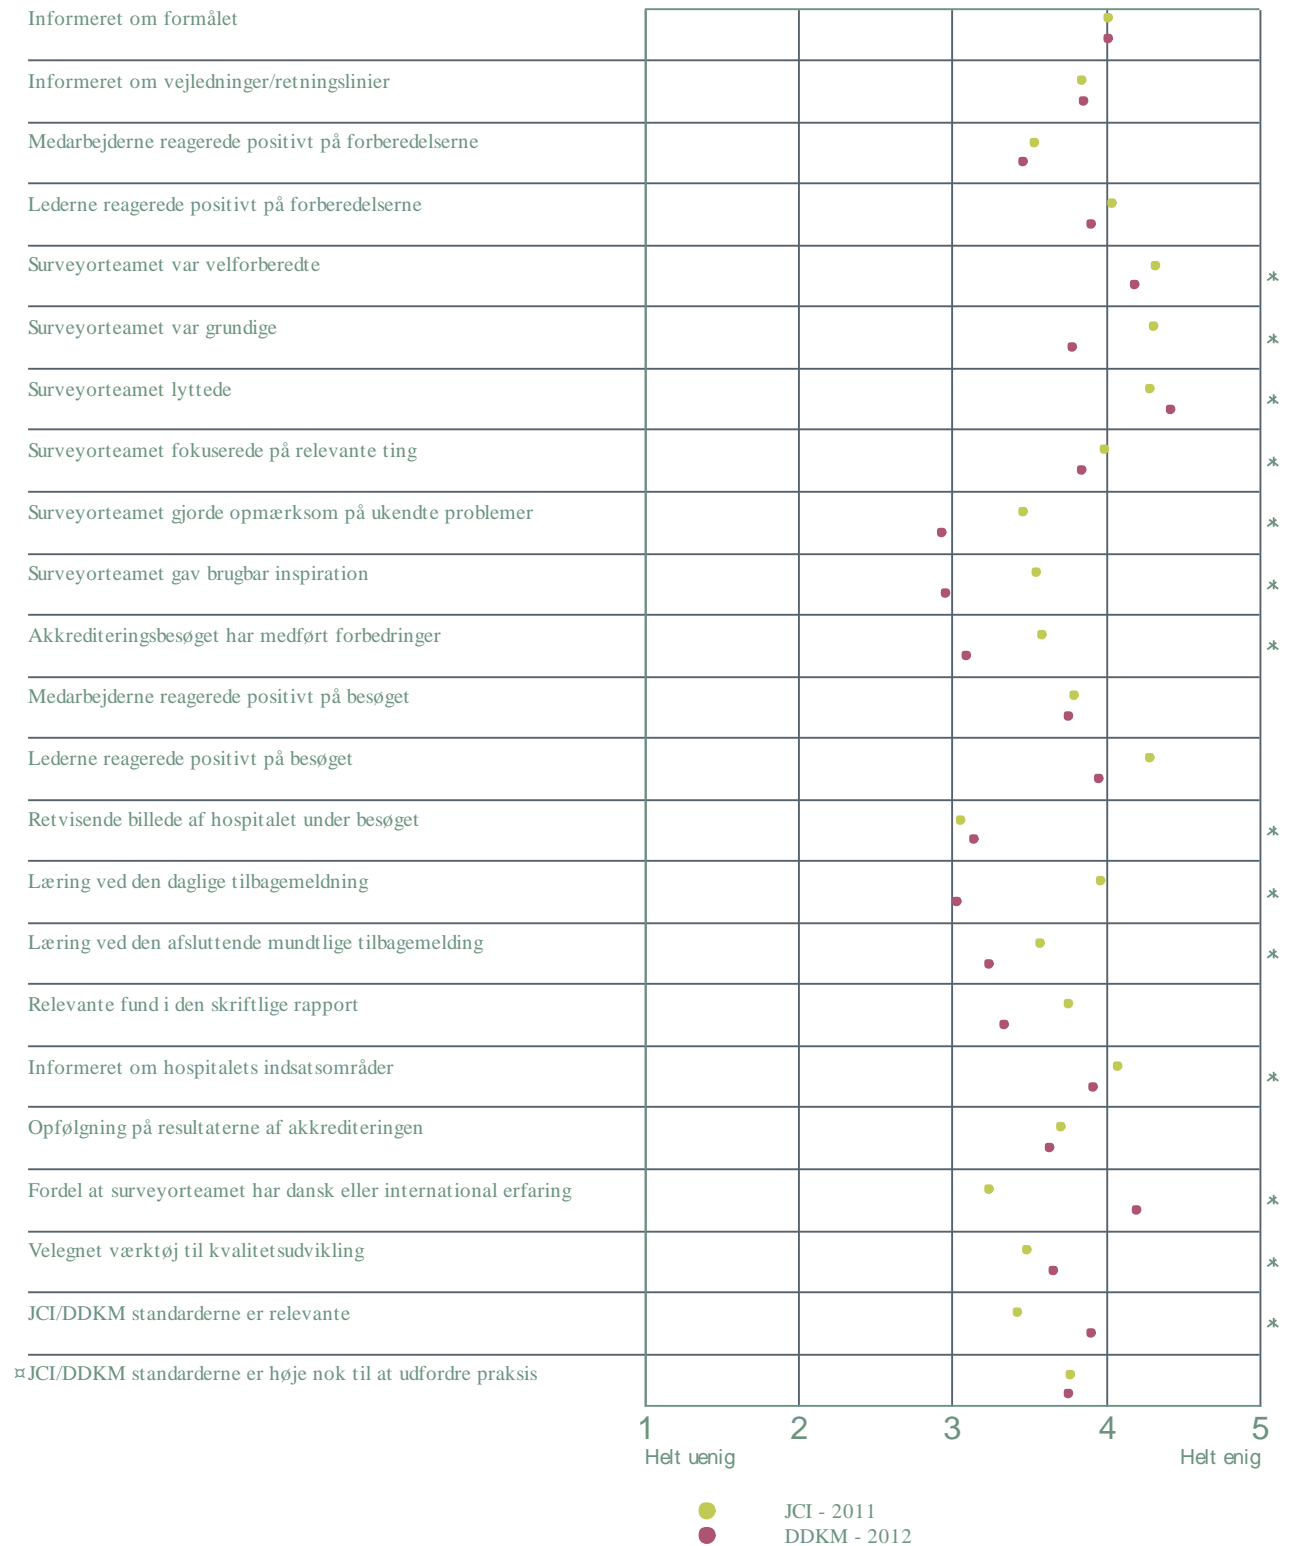 Informeret om formålet
Informeret om vejledninger/retningslinier
Medarbejderne reagerede positivt på forberedelserne
Lederne reagerede positivt på forberedelserne
Surveyorteamet var velforberedte *
Surveyorteamet var grundige *
Surveyorteamet lyttede *
Surveyorteamet fokuserede på relevante ting *
Surveyorteamet gjorde opmærksom på ukendte problemer *
Surveyorteamet gav brugbar inspiration *
Akkrediteringsbesøget har medført forbedringer *
Medarbejderne reagerede positivt på besøget
Lederne reagerede positivt på besøget
Retvisende billede af hospitalet under besøget *
Læring ved den daglige tilbagemeldning *
Læring ved den afsluttende mundtlige tilbagemelding *
Relevante fund i den skriftlige rapport
Informeret om hospitalets indsatsområder *
Opfølgning på resultaterne af akkrediteringen
Fordel at surveyorteamet har dansk eller international erfaring *
Velegnet værktøj til kvalitetsudvikling *
JCI/DDKM standarderne er relevante *
¤JCI/DDKM standarderne er høje nok til at udfordre praksis
1 2 3 4 5
Helt uenig Helt enig
JCI - 2011
DDKM - 2012